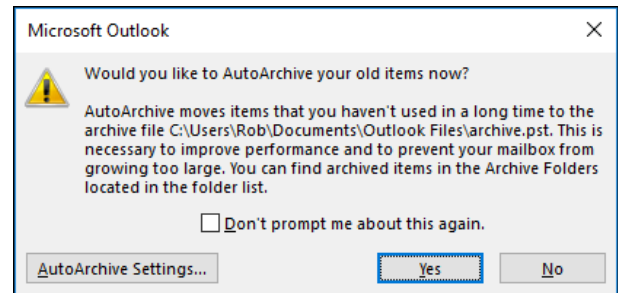 Microsoft Outlook
Would you like to AutoArchive your old items now?
AutoArchive moves items that you haven't used in a long time to the
archive file C:\Users\Rob\Documents\Outlook Files\archive.pst. This is
necessary to improve performance and to prevent your mailbox from
growing too large. You can find archived items in the Archive Folders
located in the folder list.
Don't prompt me about this again.
AutoArchive Settings...
Yes
No